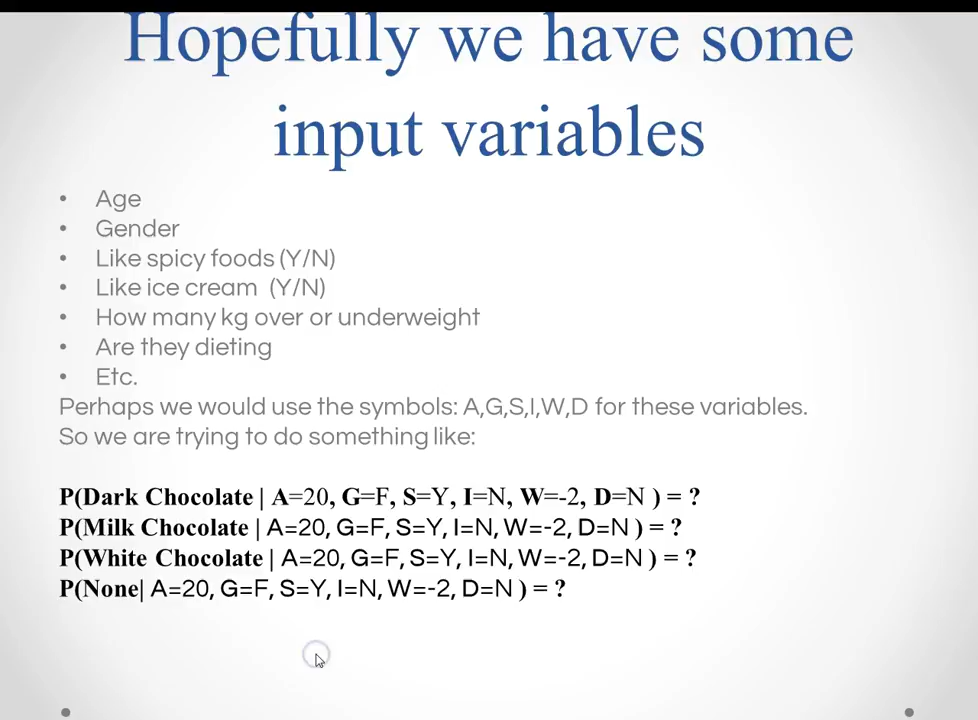 Hopefully we have some
input variables
• Age
• Gender
• Like spicy foods (Y/N)
• Like ice cream (Y/N)
• How many kg over or underweight
• Are they dieting
• Etc.
Perhaps we would use the symbols: A,G,S,I,W,D for these variables.
So we are trying to do something like:
P(Dark Chocolate | A=20, G=F, S=Y, I=N, W=-2, D=N ) = ?
P(Milk Chocolate | A=20, G=F, S=Y, I=N, W=-2, D=N ) = ?
P(White Chocolate | A=20, G=F, S=Y, I=N, W=-2, D=N ) = ?
P(None| A=20, G=F, S=Y, I=N, W=-2, D=N ) = ?